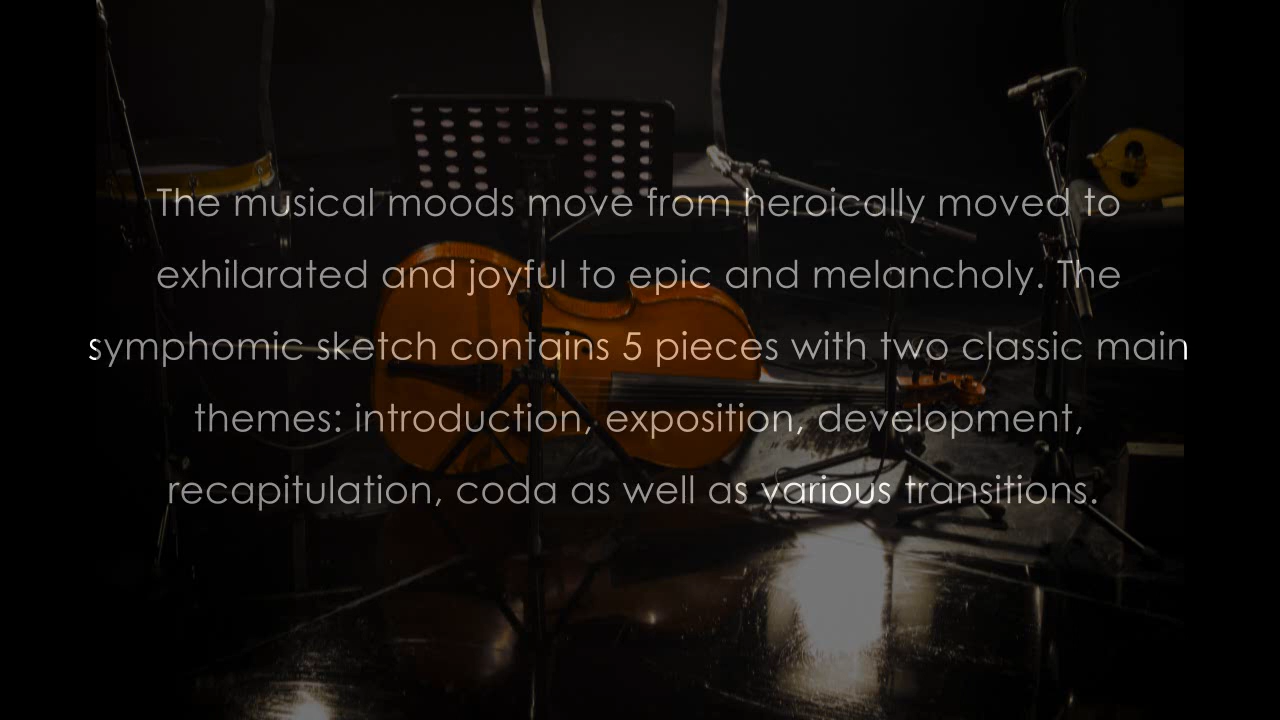 The musical moods move from heroically moved to
exhilarated and joyful to epic and melancholy. The
symphomic sketch contains 5 pieces with two classic main
themes: introduction, exposition, development,
recapitulation, coda as well as various transitions.